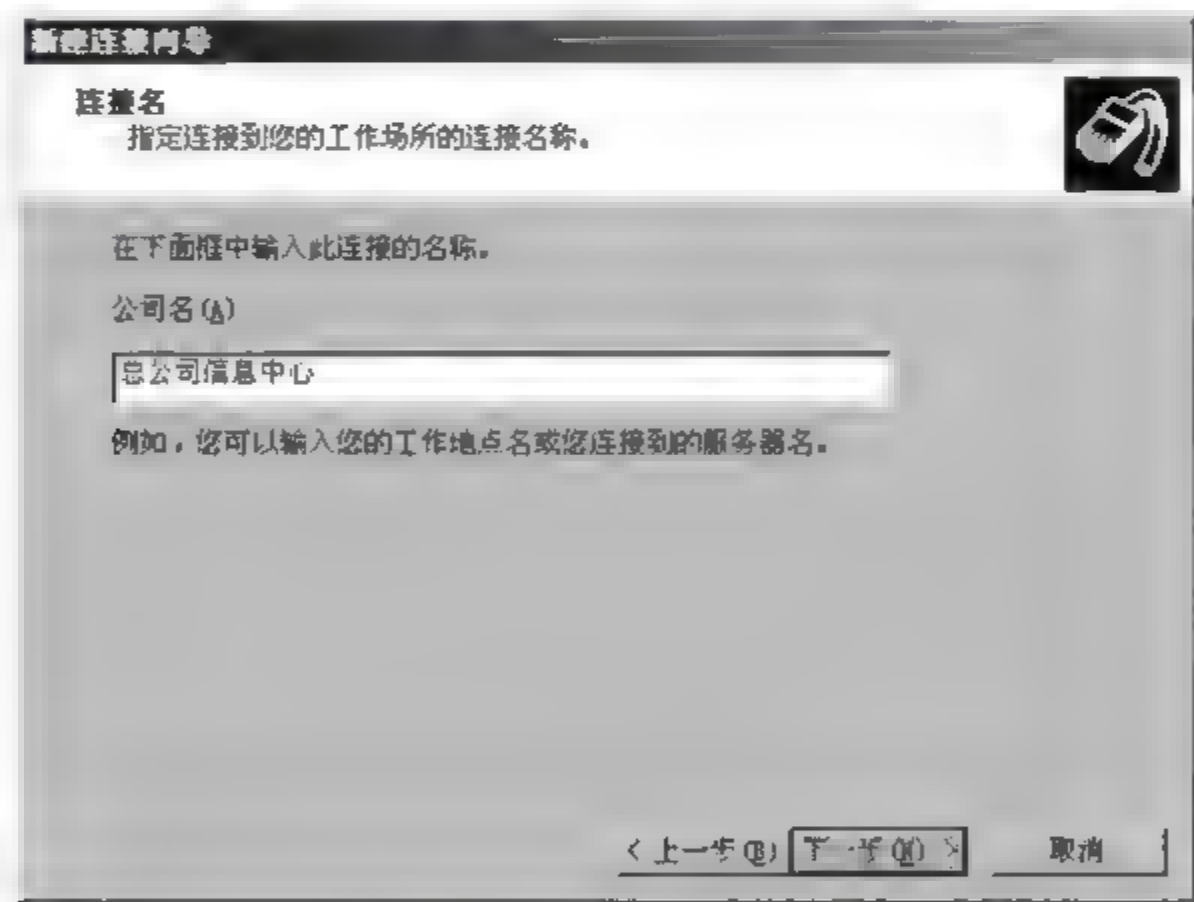 新建连接向导
连接名
指定连接到您的工作场所的连接名称。
在下面框中输入此连接的名称。
公司名(A)
总公司信息中心
例如,您可以输入您的工作地点名或您连接到的服务器名。
< 上一步(B) 下一步(N) > 取消